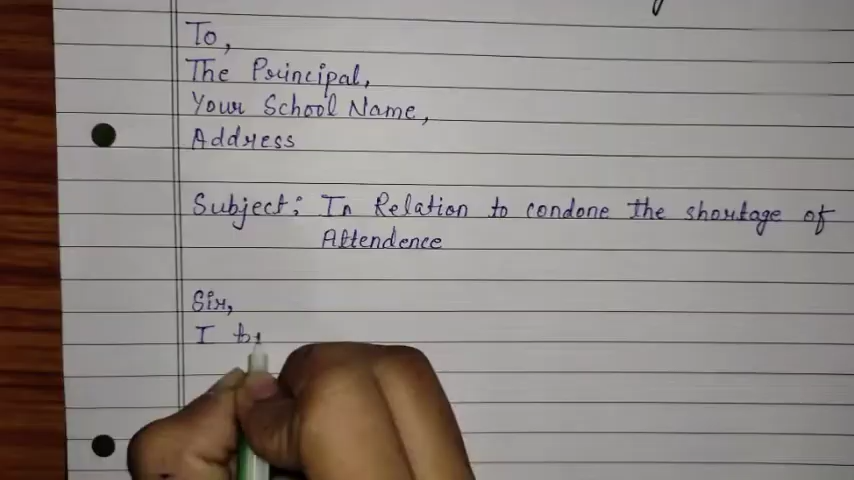 To,
The Principal,
Your School Name,
Address
Subject: In Relation to condone the shortage of
Attendence
Sir,
I